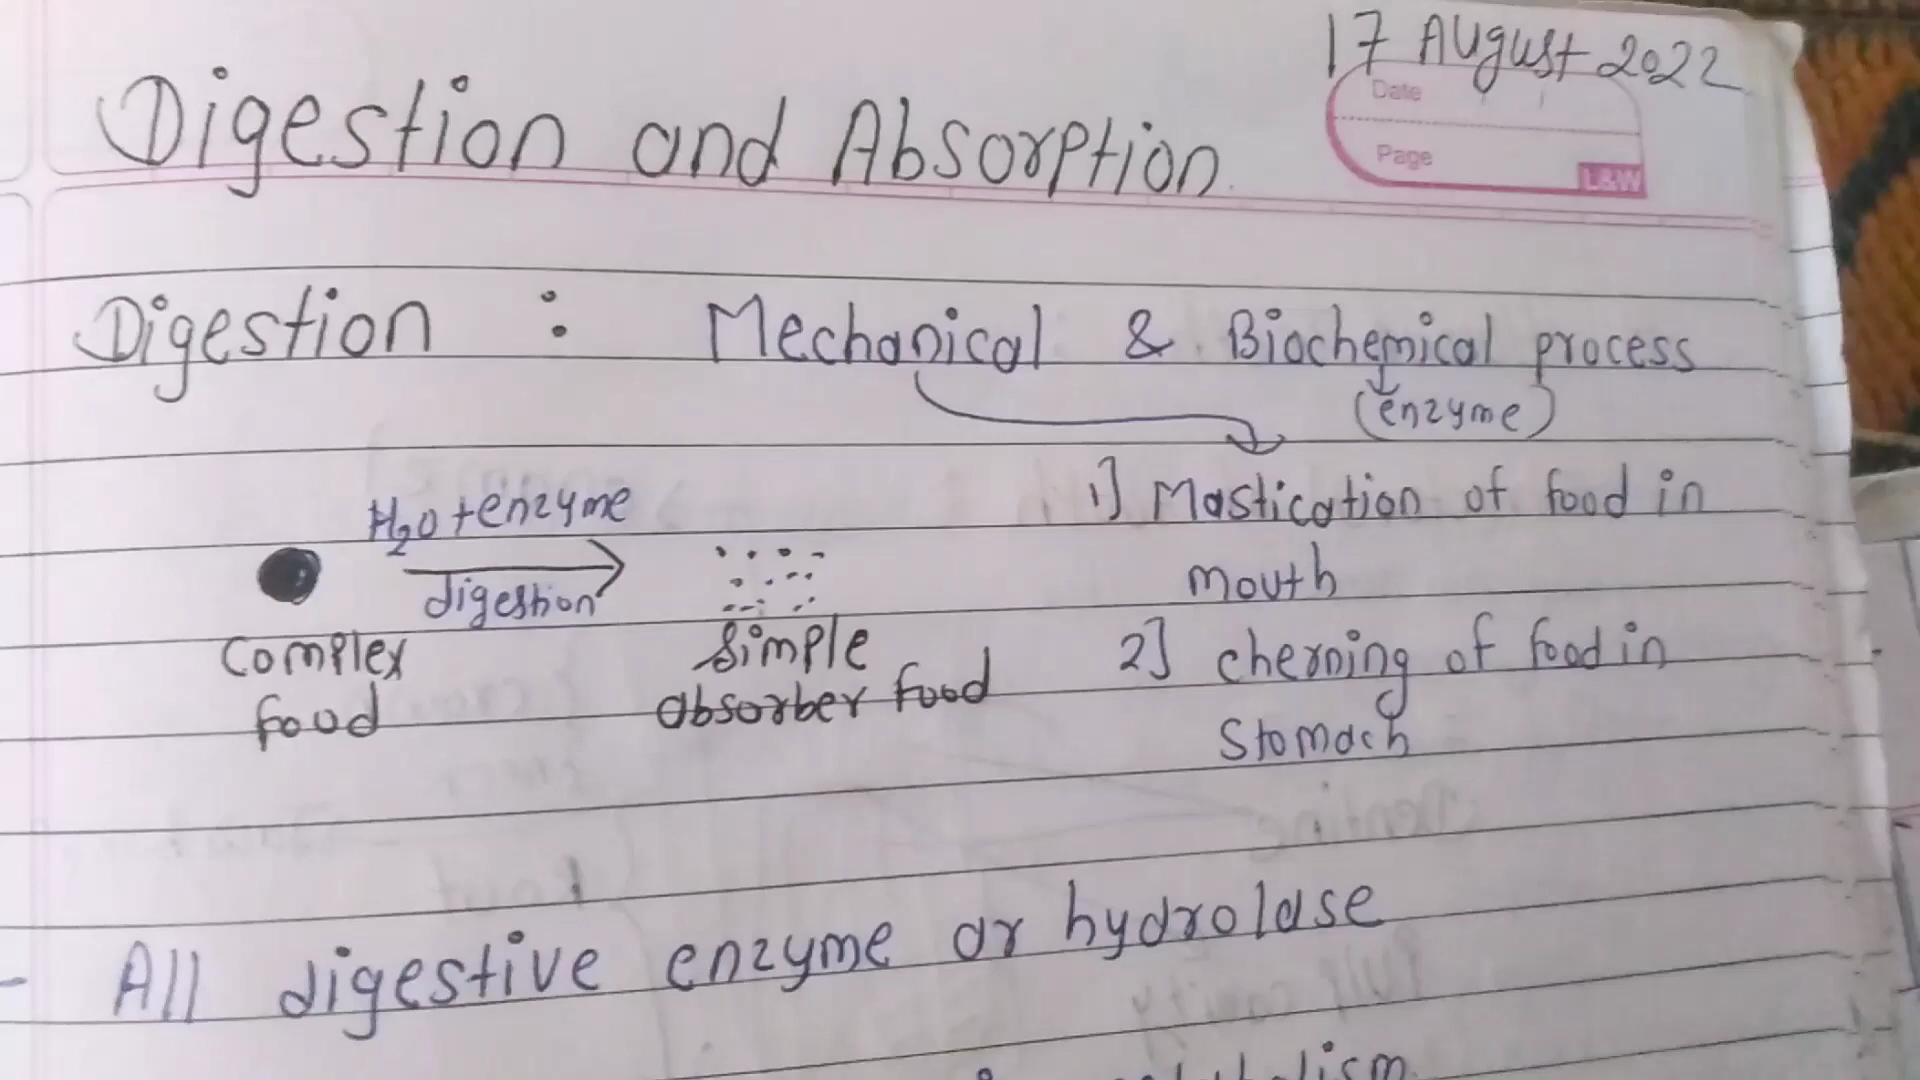 17 August 2022
Date
Page
L&W
Digestion and Absorption
Digestion : Mechanical & Biochemical process
(enzyme)
H₂O + enzyme
digestion
complex
food
simple
absorber food
1] Mastication of food in
mouth
2] cherning of food in
stomach
- All digestive enzyme or hydrolase